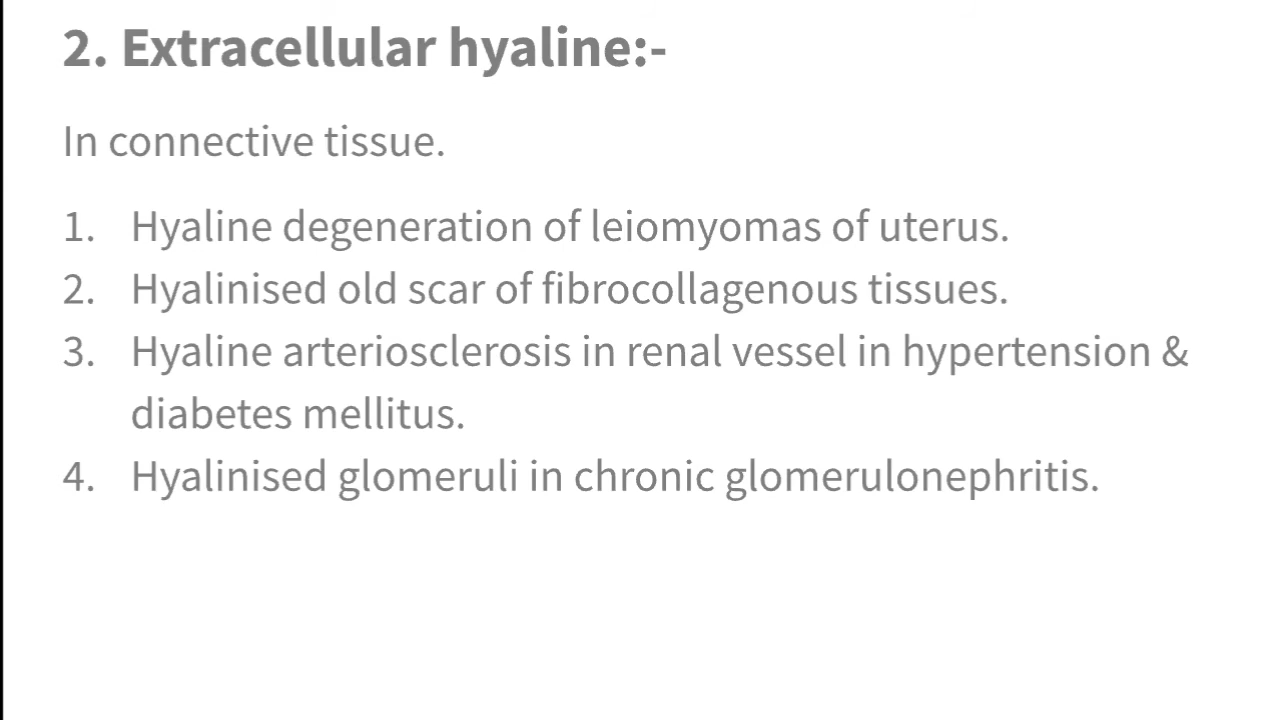 2. Extracellular hyaline:-
In connective tissue.
1. Hyaline degeneration of leiomyomas of uterus.
2. Hyalinised old scar of fibrocollagenous tissues.
3. Hyaline arteriosclerosis in renal vessel in hypertension &
diabetes mellitus.
4. Hyalinised glomeruli in chronic glomerulonephritis.